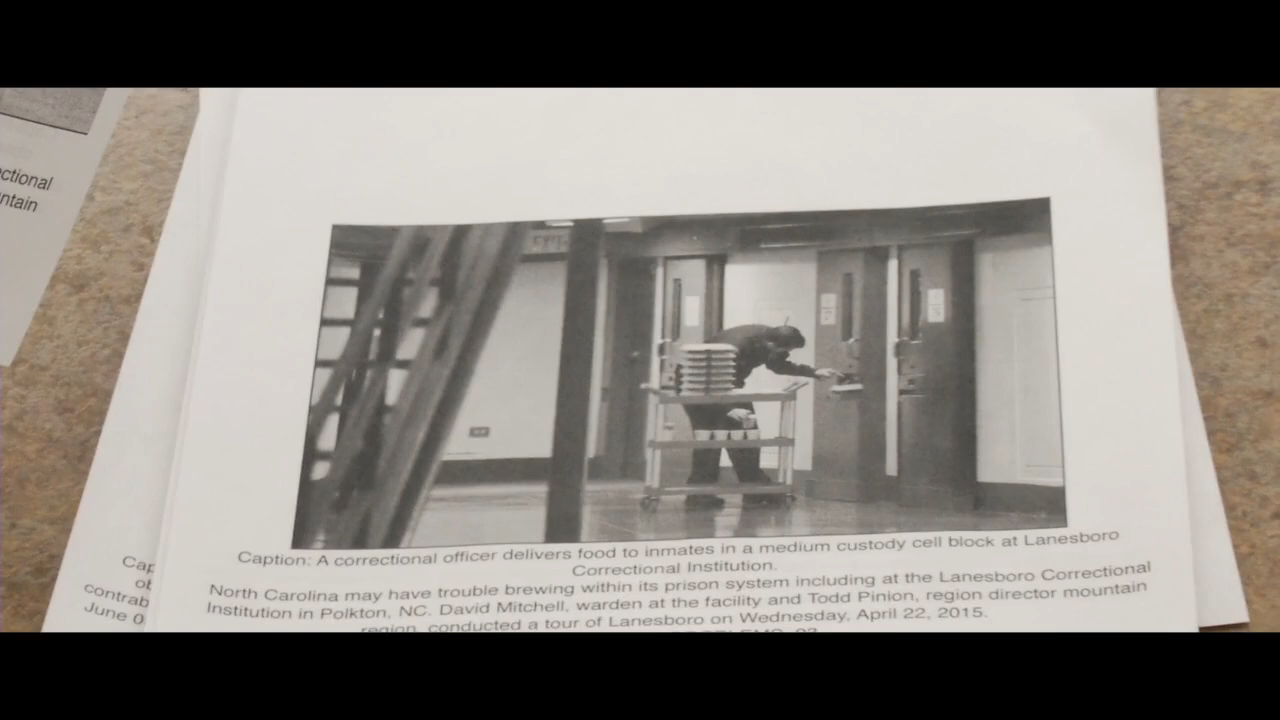 ctional
ntain
Cap
ob
contrab
June 0
EXIT
Caption: A correctional officer delivers food to inmates in a medium custody cell block at Lanesboro
Correctional Institution.
North Carolina may have trouble brewing within its prison system including at the Lanesboro Correctional
Institution in Polkton, NC. David Mitchell, warden at the facility and Todd Pinion, region director mountain
region, conducted a tour of Lanesboro on Wednesday, April 22, 2015.